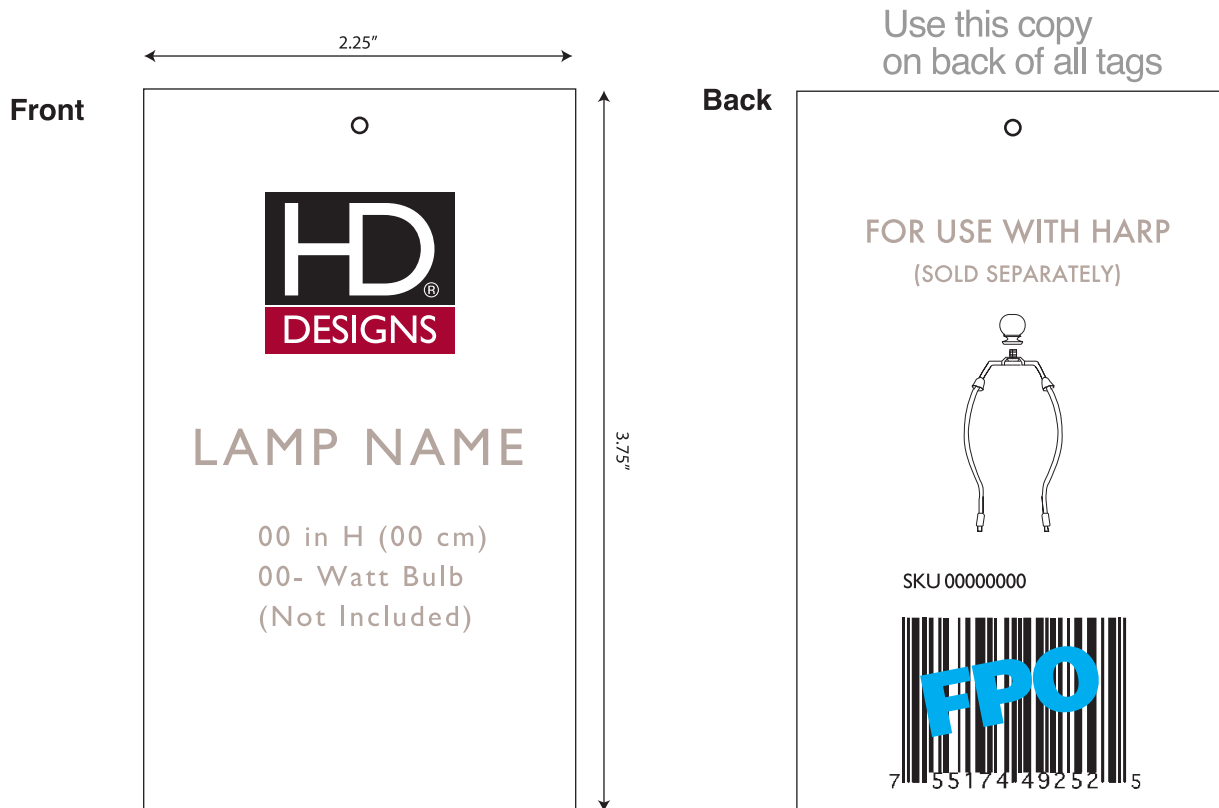 Use this copy
on back of all tags
2.25"
Front
Back
HD®
DESIGNS
LAMP NAME
00 in H (00 cm)
00- Watt Bulb
(Not Included)
3.75"
FOR USE WITH HARP
(SOLD SEPARATELY)
SKU 00000000
FPO
7 55174 49252 5